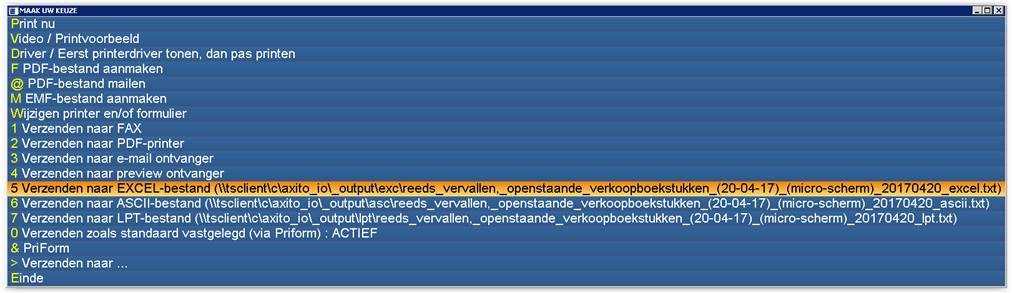 MAAK UW KEUZE
Print nu
Video / Printvoorbeeld
Driver / Eerst printerdriver tonen, dan pas printen
F PDF-bestand aanmaken
@ PDF-bestand mailen
M EMF-bestand aanmaken
Wijzigen printer en/of formulier
1 Verzenden naar FAX
2 Verzenden naar PDF-printer
3 Verzenden naar e-mail ontvanger
4 Verzenden naar preview ontvanger
5 Verzenden naar EXCEL-bestand (\\tsclient\c\axito_io\_output\exc\reeds_vervallen,_openstaande_verkoopboekstukken_(20-04-17)_(micro-scherm)_20170420_excel.txt)
6 Verzenden naar ASCII-bestand (\\tsclient\c\axito_io\_output\asc\reeds_vervallen,_openstaande_verkoopboekstukken_(20-04-17)_(micro-scherm)_20170420_ascii.txt)
7 Verzenden naar LPT-bestand (\\tsclient\c\axito_io\_output\lpt\reeds_vervallen,_openstaande_verkoopboekstukken_(20-04-17)_(micro-scherm)_20170420_lpt.txt)
0 Verzenden zoals standaard vastgelegd (via Priform) : ACTIEF
& PriForm
> Verzenden naar ...
Einde